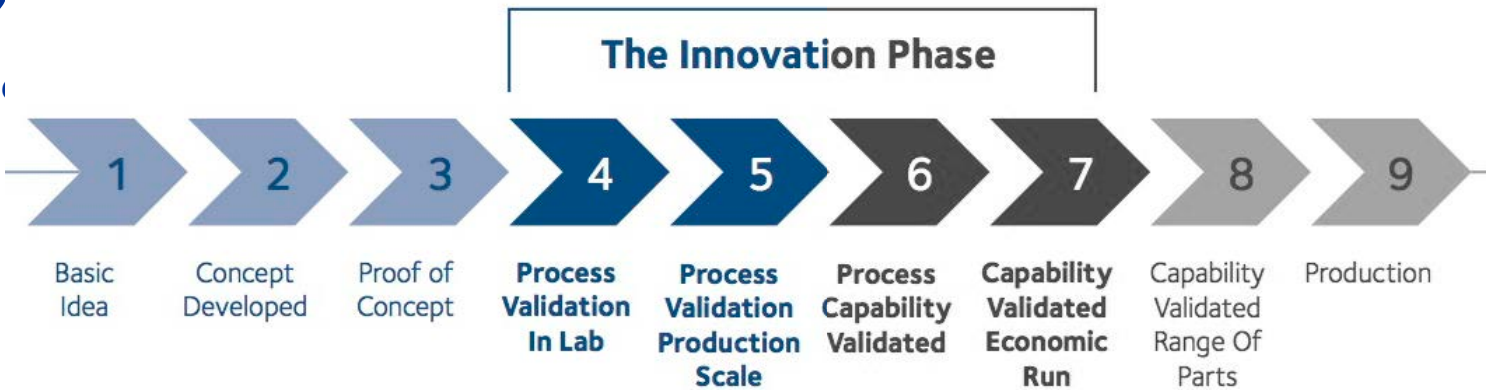 The Innovation Phase
1
2
3
4
5
6
7
8
9
Basic
Idea
Concept
Developed
Proof of
Concept
Process
Validation
In Lab
Process
Validation
Production
Scale
Process
Capability
Validated
Capability
Validated
Economic
Run
Capability
Validated
Range Of
Parts
Production